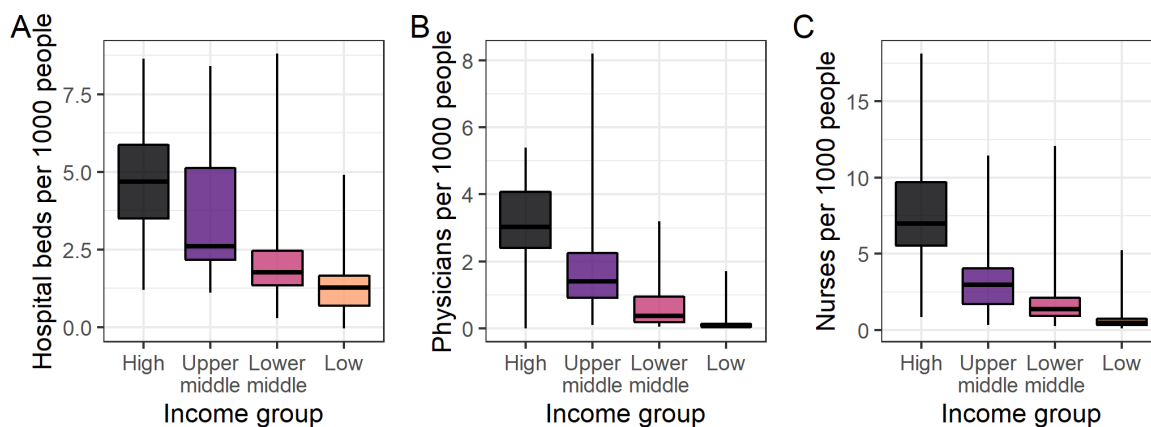 A
Hospital beds per 1000 people
7.5
5.0
2.5
0.0
High
Upper
middle
Lower
middle
Low
Income group
B
Physicians per 1000 people
8
6
4
2
0
High
Upper
middle
Lower
middle
Low
Income group
C
Nurses per 1000 people
15
10
5
0
High
Upper
middle
Lower
middle
Low
Income group